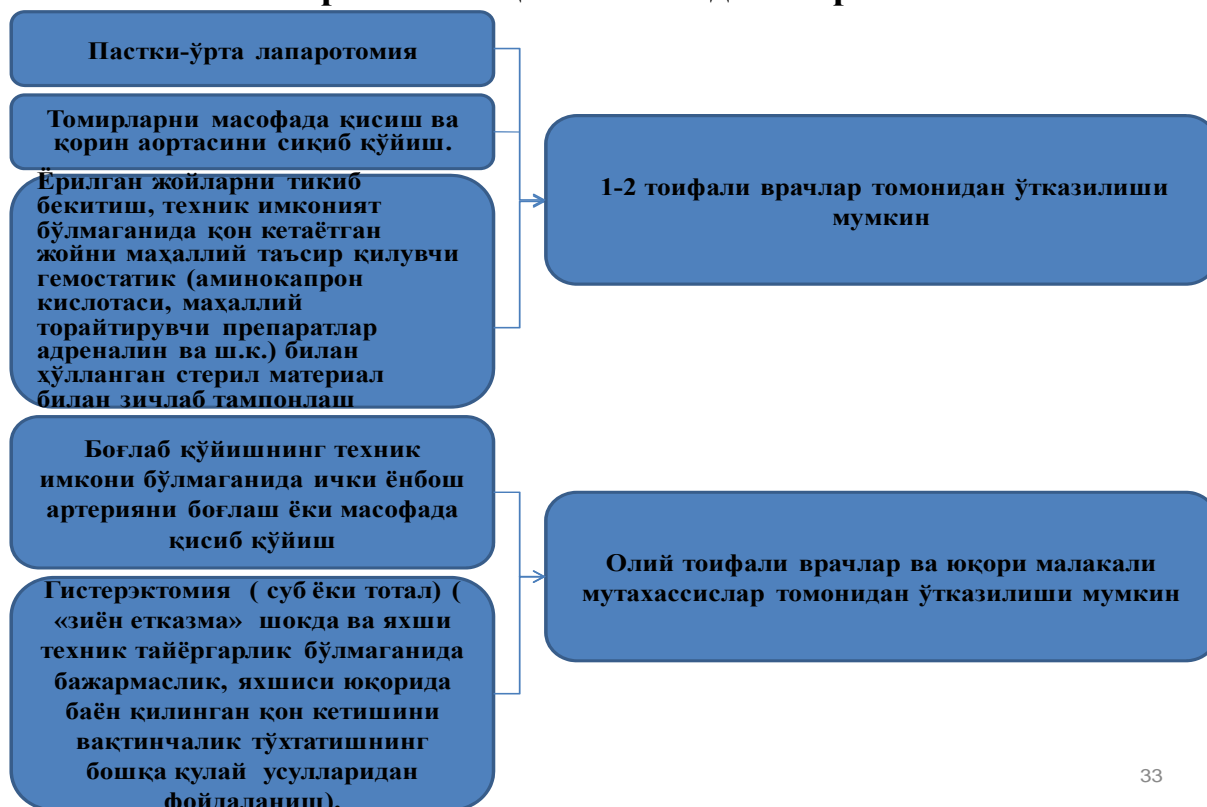 Пастки-ўрта лапаротомия
Томирларни масофада қисиш ва
қорин аортасини сиқиб қўйиш.
Ёрилган жойларни тикиб
бекитиш, техник имконият
бўлмаганида қон кетаётган
жойни маҳаллий таъсир қилувчи
гемостатик (аминокапрон
кислотаси, маҳаллий
торайтирувчи препаратлар
адреналин ва ш.к.) билан
ҳўлланган стерил материал
билан зичлаб тампонлаш
1-2 тоифали врачлар томонидан ўтказилиши
мумкин
Боғлаб қўйишнинг техник
имкони бўлмаганида ички ёнбош
артерияни боғлаш ёки масофада
қисиб қўйиш
Гистерэктомия ( суб ёки тотал) (
«зиён етказма» шокда ва яхши
техник тайёргарлик бўлмаганида
бажармаслик, яхшиси юқорида
баён қилинган қон кетишини
вақтинчалик тўхтатишнинг
бошқа қулай усулларидан
фойдаланиш).
Олий тоифали врачлар ва юқори малакали
мутахассислар томонидан ўтказилиши мумкин
33